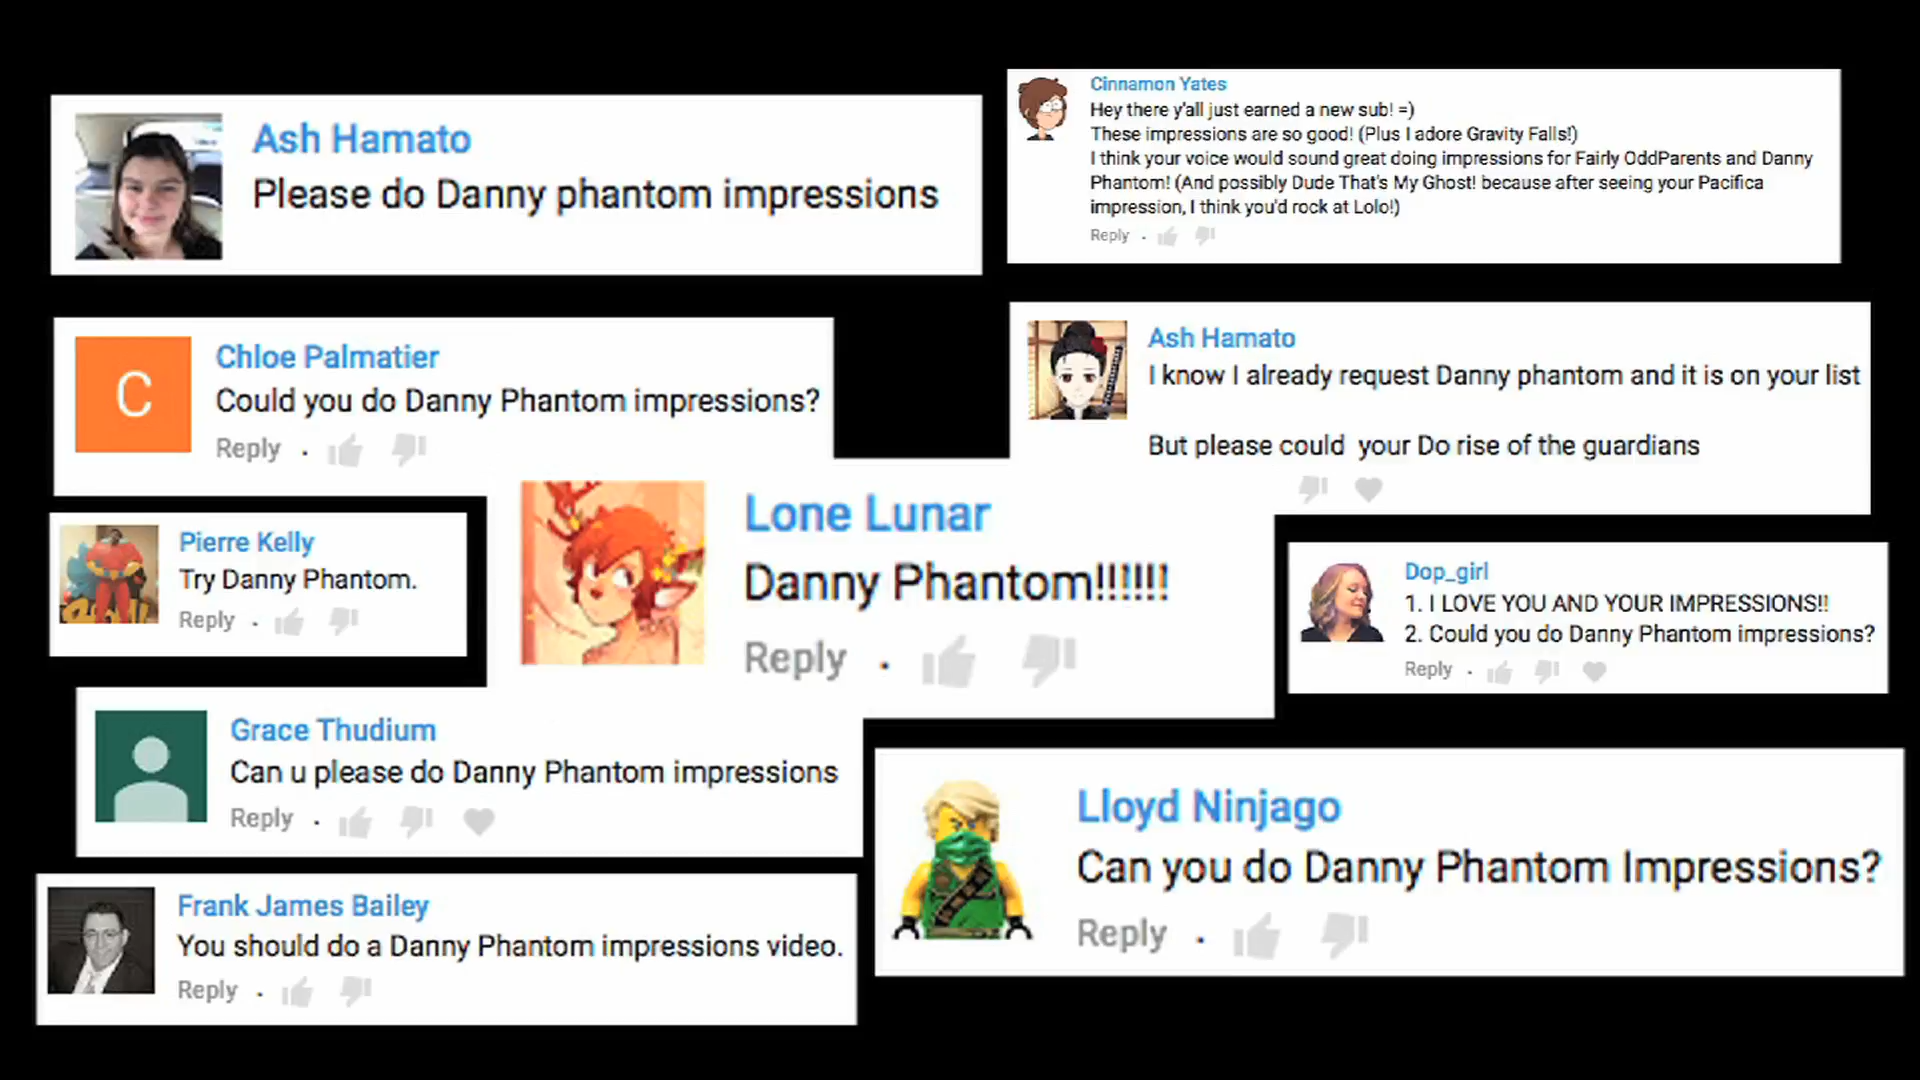 Ash Hamato
Please do Danny phantom impressions
Cinnamon Yates
Hey there y'all just earned a new sub! =)
These impressions are so good! (Plus I adore Gravity Falls!)
I think your voice would sound great doing impressions for Fairly OddParents and Danny
Phantom! (And possibly Dude That's My Ghost! because after seeing your Pacifica
impression, I think you'd rock at Lolo!)
Reply
Chloe Palmatier
Could you do Danny Phantom impressions?
Reply
C
Ash Hamato
I know I already request Danny phantom and it is on your list
But please could  your Do rise of the guardians
Pierre Kelly
Try Danny Phantom.
Reply
Lone Lunar
Danny Phantom!!!!!!
Reply
Dop_girl
1. I LOVE YOU AND YOUR IMPRESSIONS!!
2. Could you do Danny Phantom impressions?
Reply
Grace Thudium
Can u please do Danny Phantom impressions
Reply
Lloyd Ninjago
Can you do Danny Phantom Impressions?
Reply
Frank James Bailey
You should do a Danny Phantom impressions video.
Reply